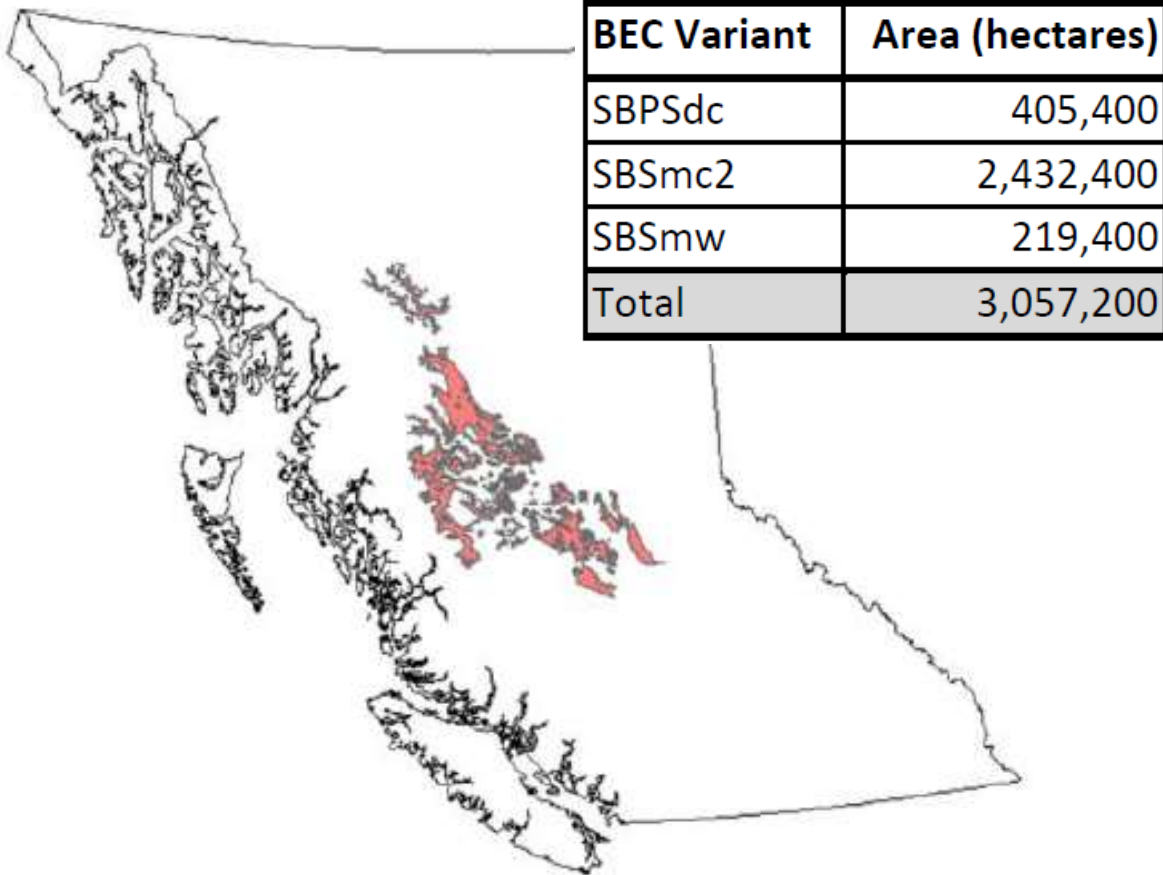 BEC Variant Area (hectares)
SBPSdc 405,400
SBSmc2 2,432,400
SBSmw 219,400
Total 3,057,200